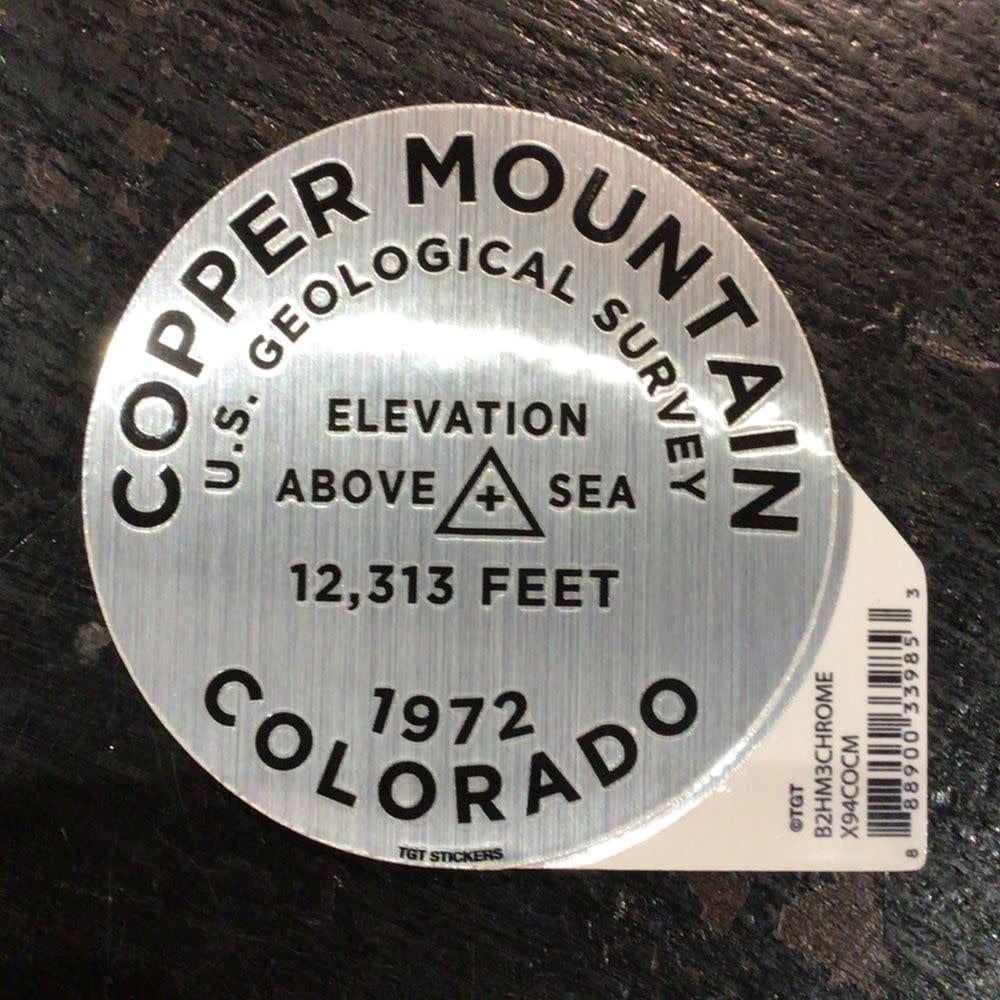 COPPER MOUNTAIN
U.S. GEOLOGICAL SURVEY
ELEVATION
ABOVE + SEA
12,313 FEET
1972
COLORADO
TGT STICKERS
©TGT
B2HM3CHROME
X94COCM
8 88900 33985 3